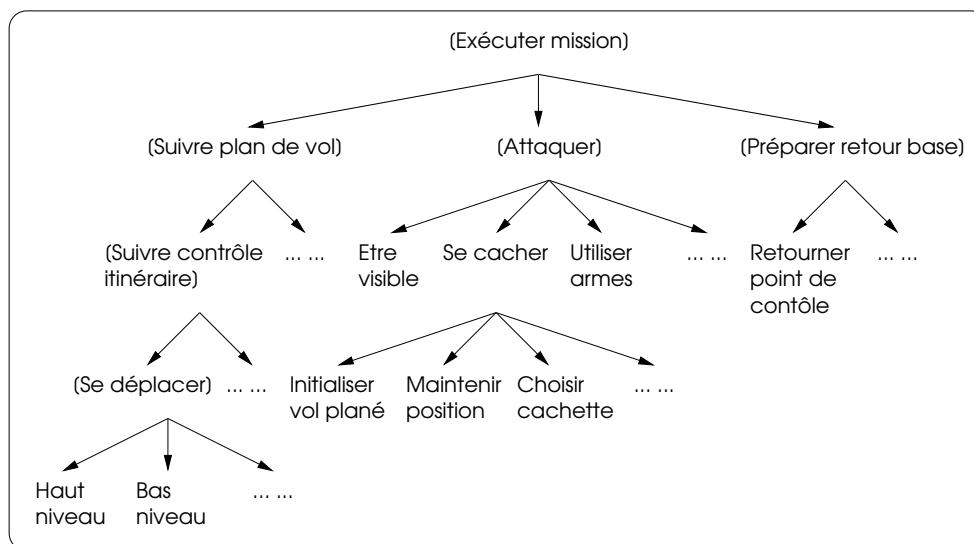 (Exécuter mission)
(Suivre plan de vol)
(Attaquer)
(Préparer retour base)
(Suivre contrôle
itinéraire)
... ...
Etre
visible
Se cacher
Utiliser
armes
... ...
Retourner
point de
contôle
... ...
(Se déplacer)
... ...
Initialiser
vol plané
Maintenir
position
Choisir
cachette
... ...
Haut
niveau
Bas
niveau
... ...